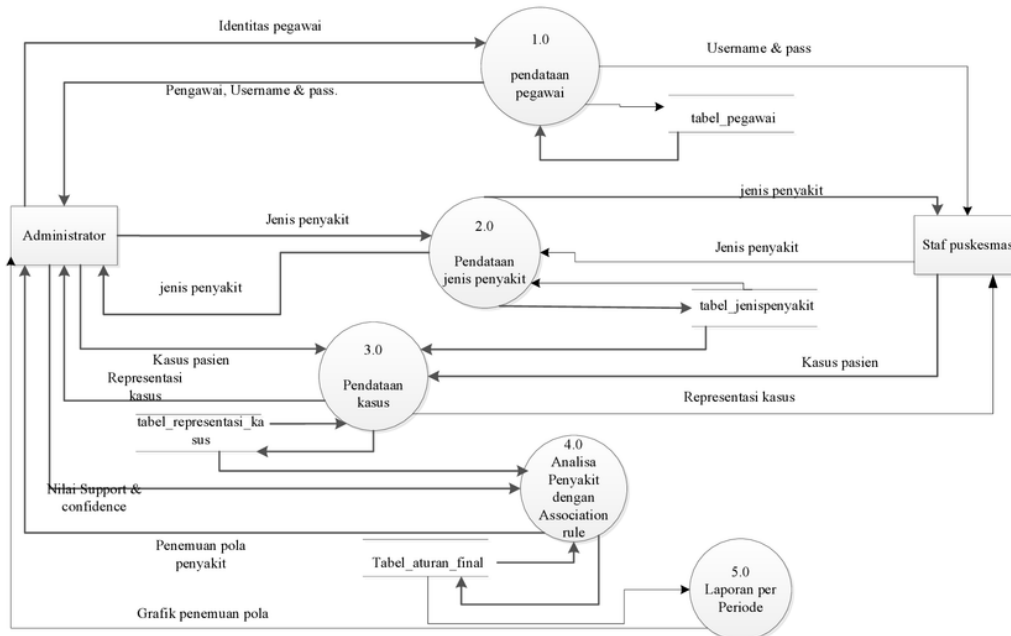 Identitas pegawai
1.0
pendataan
pegawai
Username & pass
Pengawai, Username & pass.
tabel_pegawai
jenis penyakit
Administrator
Jenis penyakit
2.0
Pendataan
jenis penyakit
Jenis penyakit
Staf puskesmas
jenis penyakit
tabel_jenispenyakit
Kasus pasien
3.0
Pendataan
kasus
Kasus pasien
Representasi
kasus
Representasi kasus
tabel_representasi_ka
sus
4.0
Analisa
Penyakit
dengan
Association
rule
Nilai Support &
confidence
Penemuan pola
penyakit
Tabel_aturan_final
5.0
Laporan per
Periode
Grafik penemuan pola